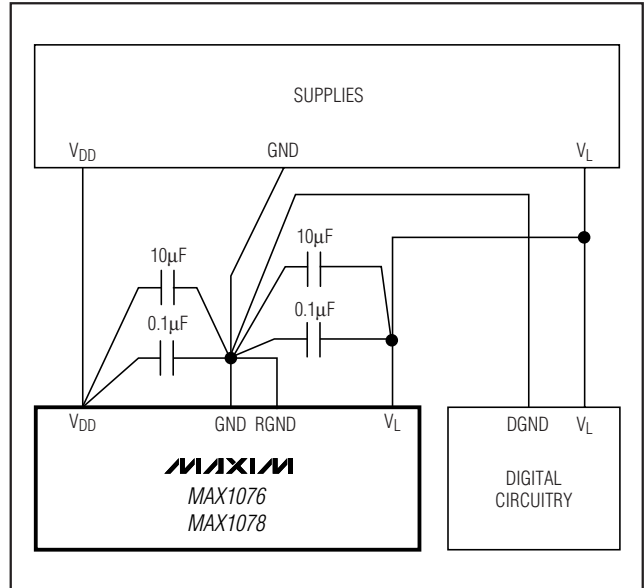 SUPPLIES
VDD GND VL
10µF
0.1µF
10µF
0.1µF
VDD GND RGND VL
MAXIM
MAX1076
MAX1078
DGND VL
DIGITAL
CIRCUITRY